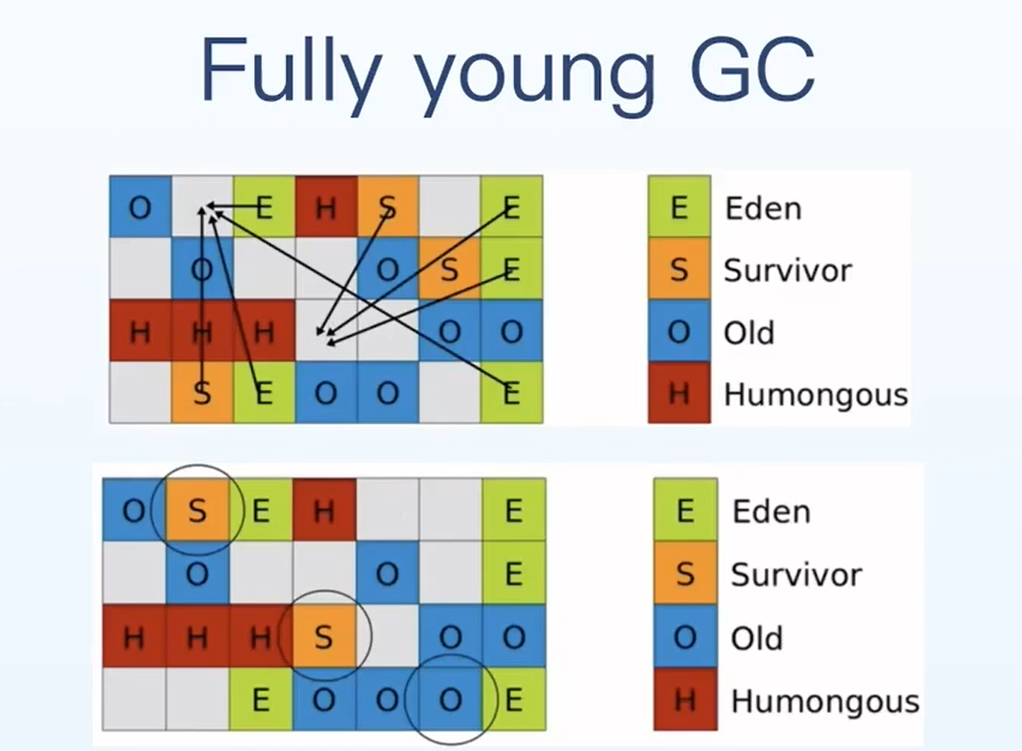 Fully young GC
O E H S E E Eden
O O S E S Survivor
H H H O O O Old
S E O O E H Humongous
O S E H E E Eden
O O E S Survivor
H H H S O O O Old
E O O O E H Humongous